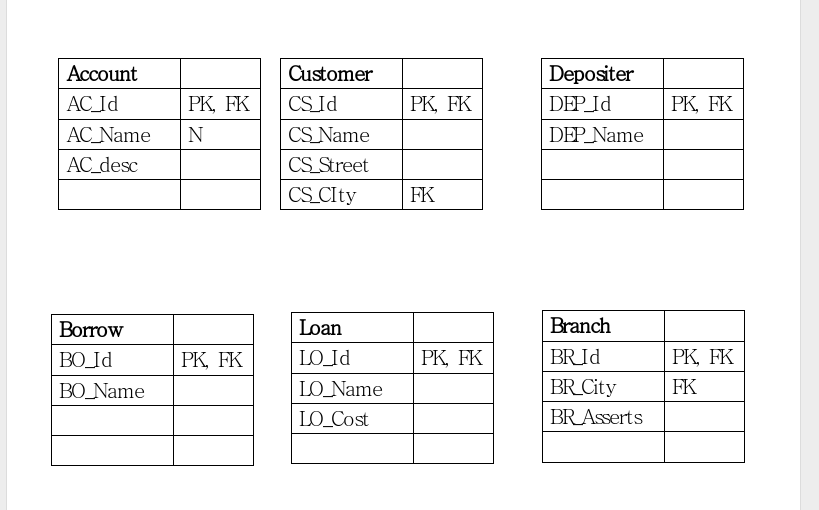 Account
AC_Id PK, FK
AC_Name N
AC_desc
Customer
CS_Id PK, FK
CS_Name
CS_Street
CS_CIty FK
Depositer
DEP_Id PK, FK
DEP_Name
Borrow
BO_Id PK, FK
BO_Name
Loan
LO_Id PK, FK
LO_Name
LO_Cost
Branch
BR_Id PK, FK
BR_City FK
BR_Asserts